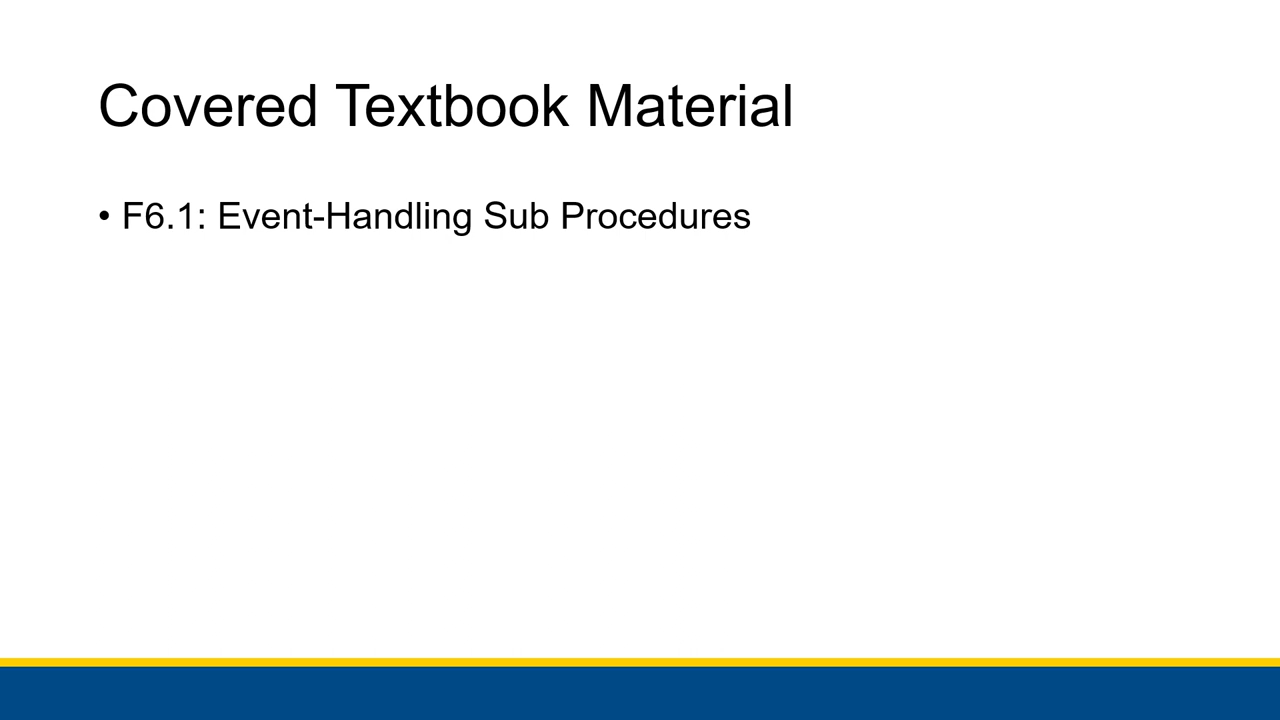 Covered Textbook Material
• F6.1: Event-Handling Sub Procedures